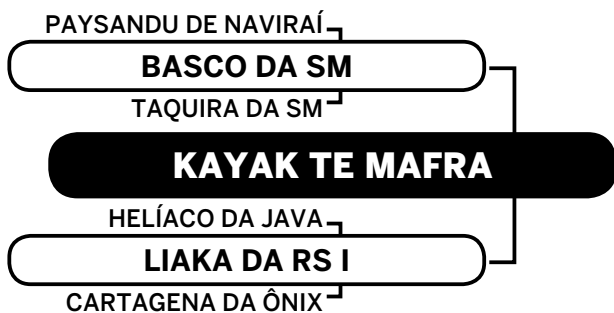 PAYSANDU DE NAVIRAÍ
BASCO DA SM
TAQUIRA DA SM
KAYAK TE MAFRA
HELÍACO DA JAVA
LIAKA DA RS I
CARTAGENA DA ÔNIX